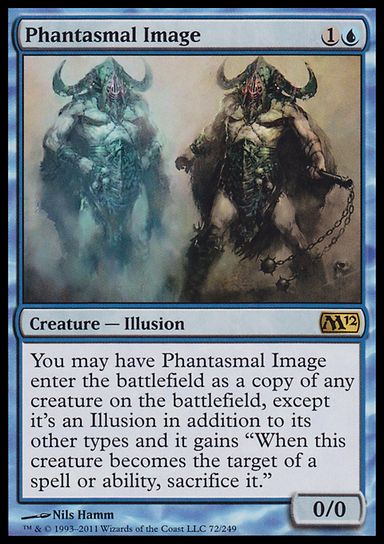 Phantasmal Image 1
Creature — Illusion M12
You may have Phantasmal Image
enter the battlefield as a copy of any
creature on the battlefield, except
it's an Illusion in addition to its
other types and it gains “When this
creature becomes the target of a
spell or ability, sacrifice it.”
Nils Hamm
0/0
™ & © 1993–2011 Wizards of the Coast LLC 72/249